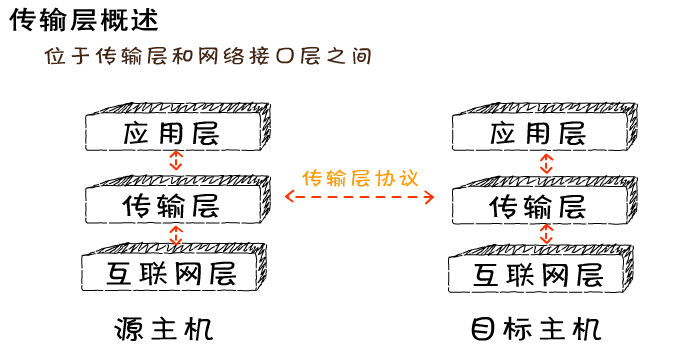 传输层概述
位于传输层和网络接口层之间
应用层
应用层
传输层协议
传输层
传输层
互联网层
互联网层
源主机
目标主机